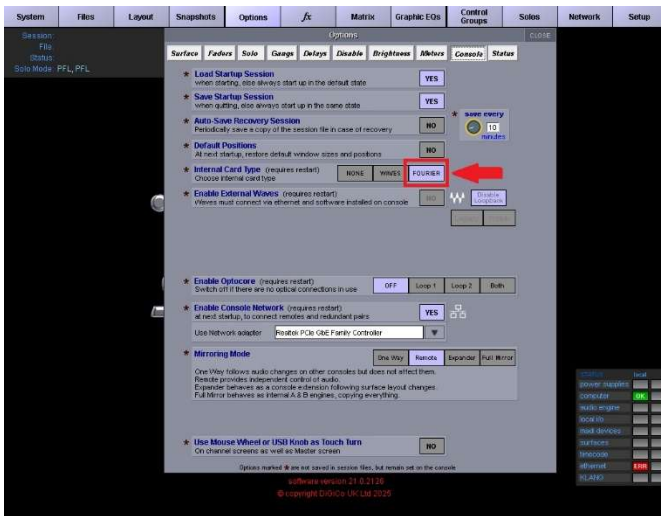 System Files Layout Snapshots Options fx Matrix Graphic EQs Control Groups Solos Network Setup
Session:
File:
Status:
Solo Mode: PFL, PFL
Options
CLOSE
Surface Faders Solo Gangs Delays Disable Brightness Meters Console Status
* Load Startup Session
when starting, else always start up in the default state
YES
* Save Startup Session
when quitting, else always start up in the same state
YES
* Auto-Save Recovery Session
Periodically save a copy of the session file in case of recovery
NO
* save every
10
minutes
* Default Positions
At next startup, restore default window sizes and positions
NO
* Internal Card Type (requires restart)
Choose internal card type
NONE WAVES FOURIER
* Enable External Waves (requires restart)
Waves must connect via ethernet and software installed on console
NO
Disable
* Enable Optocore (requires restart)
Switch off if there are no optical connections in use
OFF Loop 1 Loop 2 Both
* Enable Console Network (requires restart)
at next startup, to connect remotes and redundant pairs
YES
Use Network adapter Realtek PCIe GbE Family Controller
* Mirroring Mode
One Way Remote Expander Full Mirror
One Way follows audio changes on other consoles but does not affect them.
Remote provides independent control of audio.
Expander behaves as a console extension following surface layout changes.
Full Mirror behaves as internal A & B engines, copying everything.
* Use Mouse Wheel or USB Knob as Touch Turn
On channel screens as well as Master screen
NO
Options marked * are not saved in session files, but remain set on the console
software version 21.0.2126
© copyright DiGiCo UK Ltd 2025
STATUS local
power supplies
computer OK
audio engine
local i/o
madi devices
surfaces
timecode
ethernet ERR
KLANG